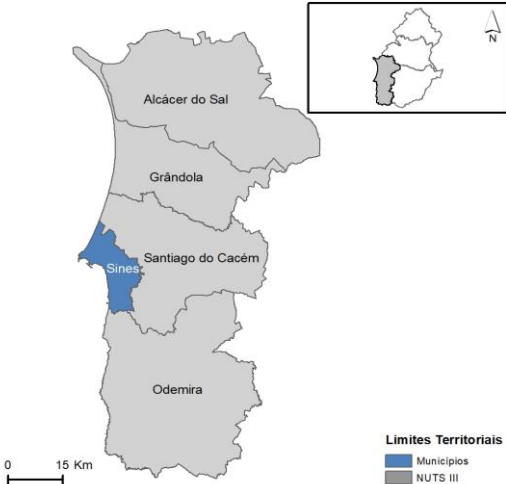 N
Alcácer do Sal
Grândola
Santiago do Cacém
Sines
Odemira
Limites Territoriais
Municípios
NUTS III
0 15 Km